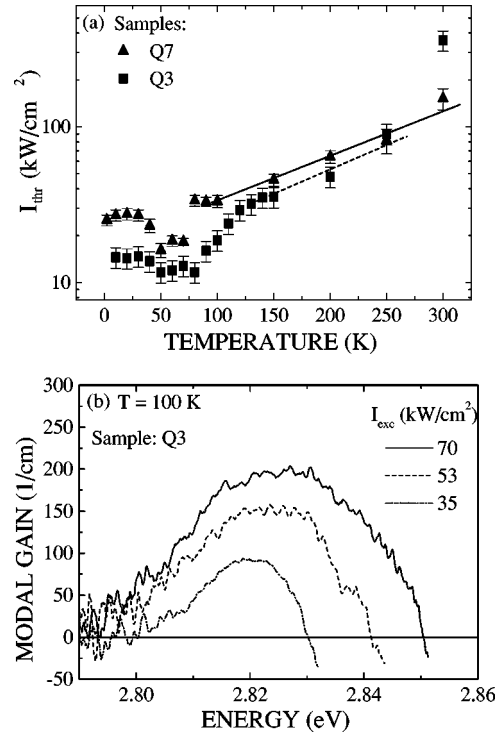 (a) Samples:
Q7
Q3
I_thr (kW/cm^2)
100
10
0 50 100 150 200 250 300
TEMPERATURE (K)
(b) T = 100 K
Sample: Q3
I_exc (kW/cm^2)
70
53
35
MODAL GAIN (1/cm)
300
250
200
150
100
50
0
-50
2.80 2.82 2.84 2.86
ENERGY (eV)